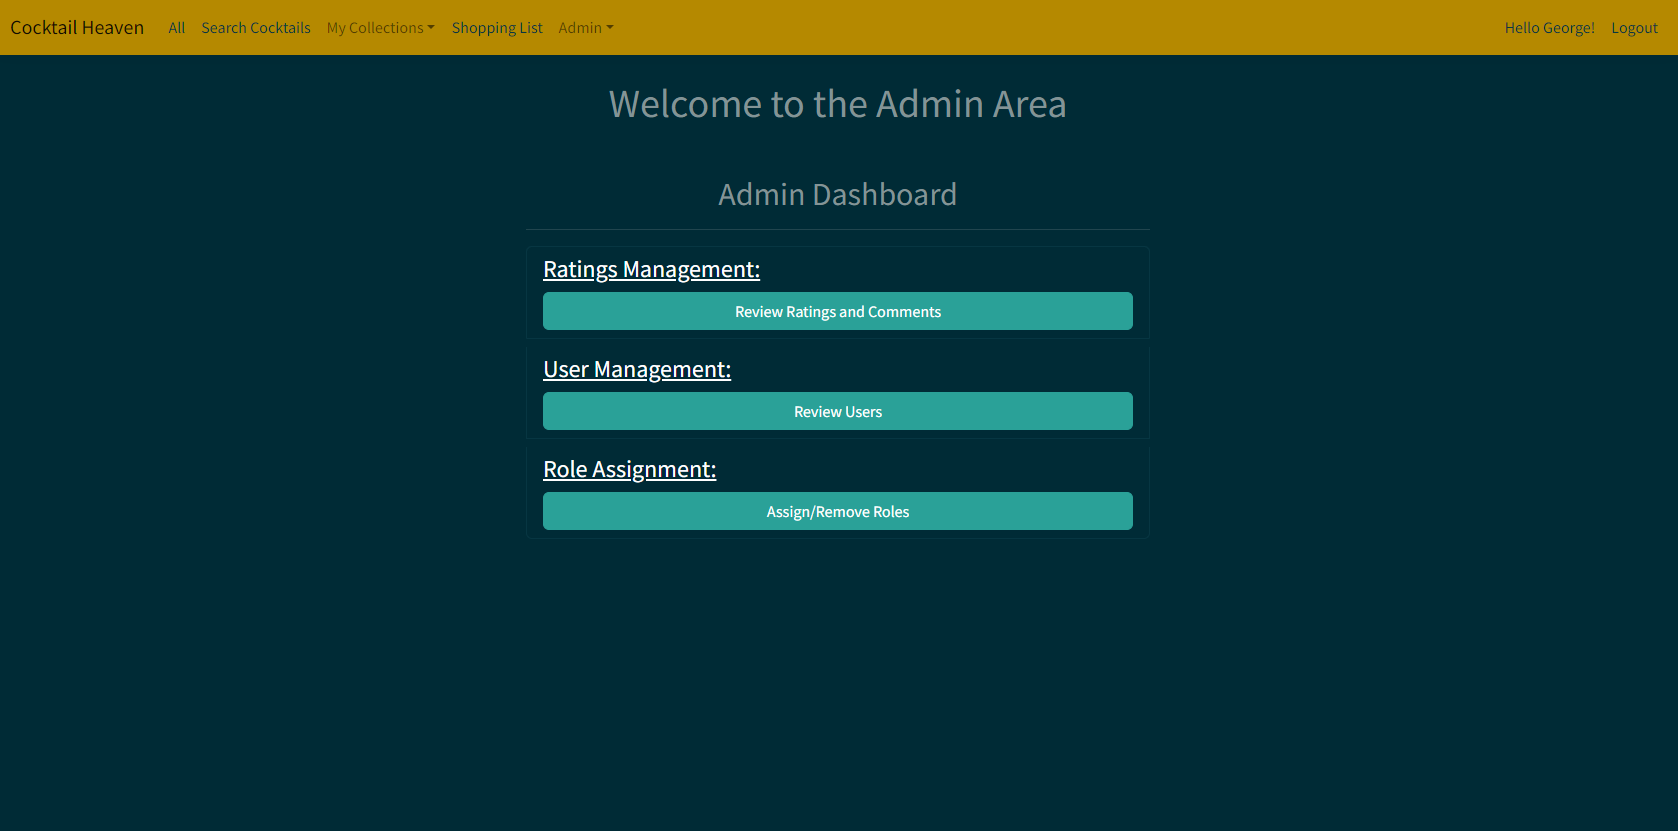 Cocktail Heaven All Search Cocktails My Collections Shopping List Admin Hello George! Logout
Welcome to the Admin Area
Admin Dashboard
Ratings Management:
Review Ratings and Comments
User Management:
Review Users
Role Assignment:
Assign/Remove Roles